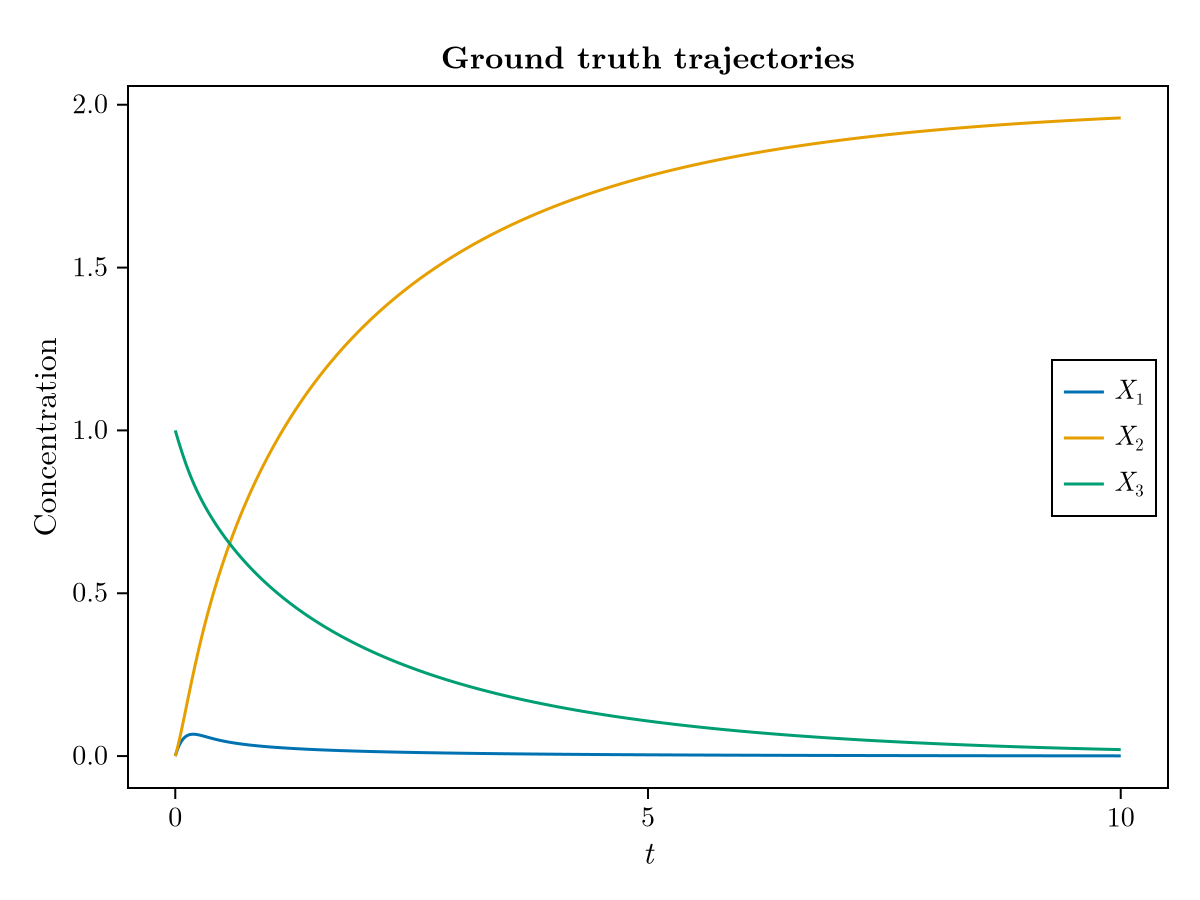 Ground truth trajectories
2.0
1.5
1.0
0.5
0.0
Concentration
0
5
10
t
X₁
X₂
X₃